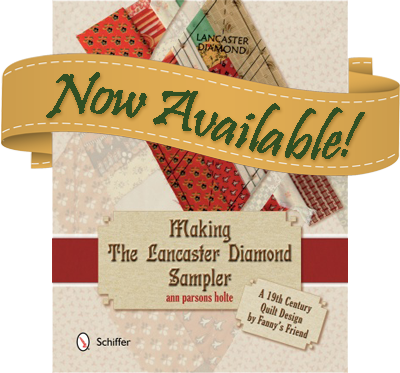 LANCASTER
DIAMOND
Now Available!
Making
The Lancaster Diamond
Sampler
ann parsons holte
A 19th Century
Quilt Design
by Fanny's Friend
Schiffer